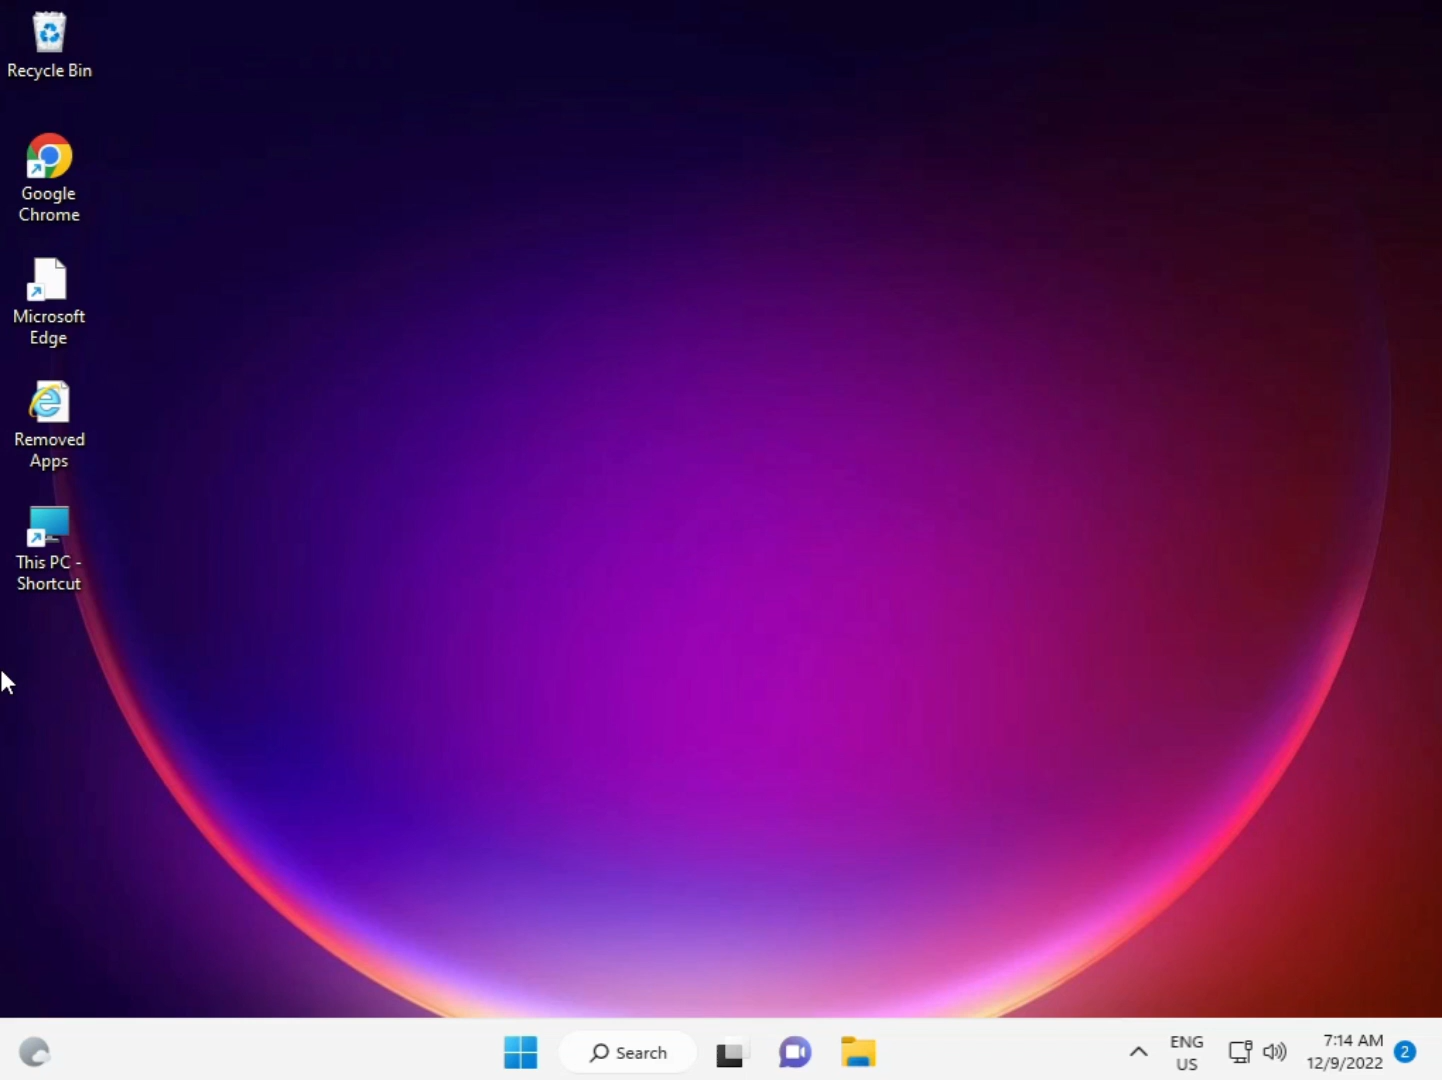 Recycle Bin
Google
Chrome
Microsoft
Edge
Removed
Apps
This PC -
Shortcut
Search
ENG
US
7:14 AM
12/9/2022
2